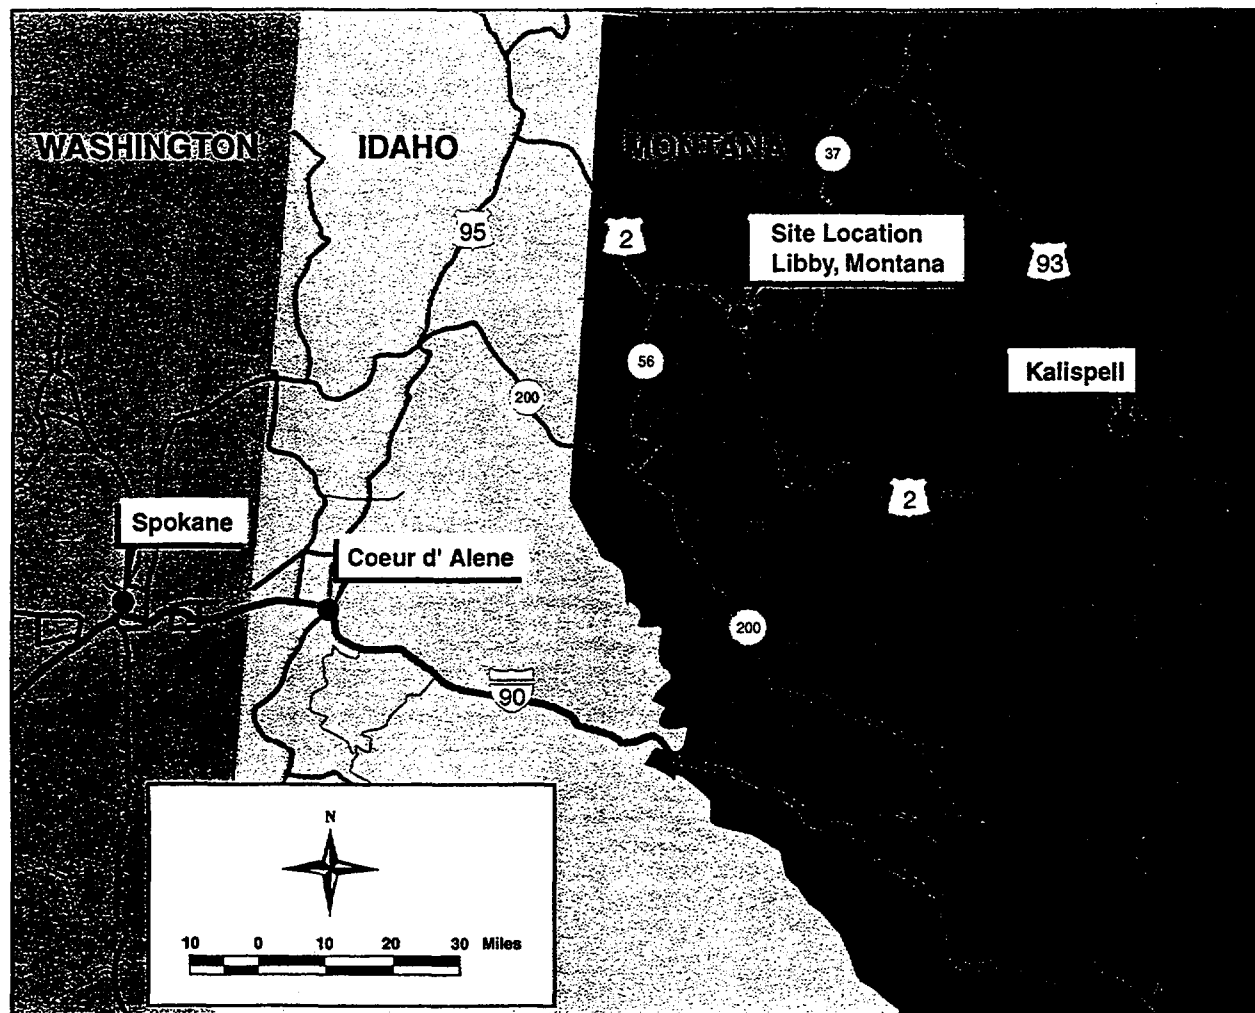 WASHINGTON
IDAHO
MONTANA
37
95
2
Site Location
Libby, Montana
93
56
Kalispell
200
2
Spokane
Coeur d' Alene
200
90
N
10 0 10 20 30 Miles